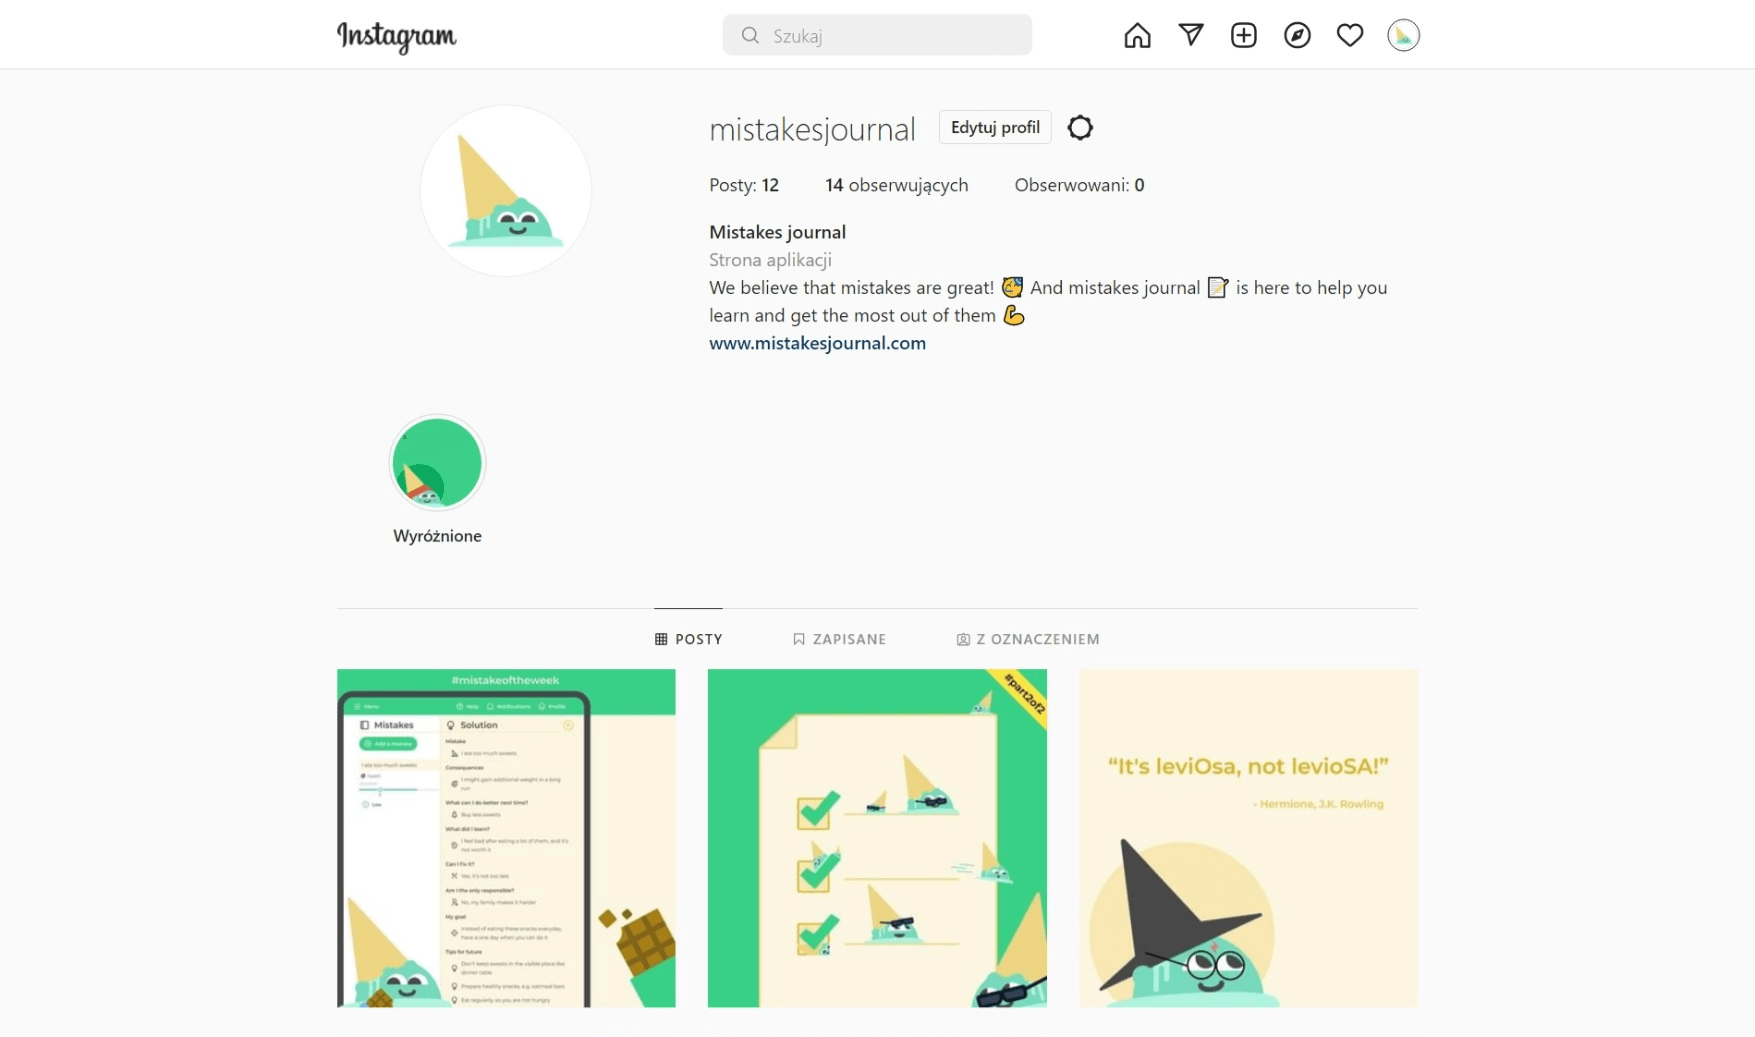 Instagram
Szukaj
mistakesjournal
Edytuj profil
Posty: 12
14 obserwujących
Obserwowani: 0
Mistakes journal
Strona aplikacji
We believe that mistakes are great! 🥳 And mistakes journal 📝 is here to help you
learn and get the most out of them 💪
www.mistakesjournal.com
Wyróżnione
POSTY
ZAPISANE
Z OZNACZENIEM
#mistakeoftheweek
Menu
Help
Notifications
Profile
Mistakes
Add a mistake
I ate too much sweets
health
Low
Solution
Mistake
I ate too much sweets
Consequences
I might gain additional weight in a long
run
What can I do better next time?
Buy less sweets
What did I learn?
I feel bad after eating a lot of them, and it's
not worth it
Can I fix it?
Yes, it's not too late
Am I the only responsible?
No, my family makes it harder
My goal
Instead of eating these snacks everyday,
have a one day when you can do it
Tips for future
Don't keep sweets in the visible place like
dinner table
Prepare healthy snacks, e.g. oatmeal bars
Eat regularly, so you are not hungry
#part2of2
“It's leviOsa, not levioSA!”
- Hermione, J.K. Rowling